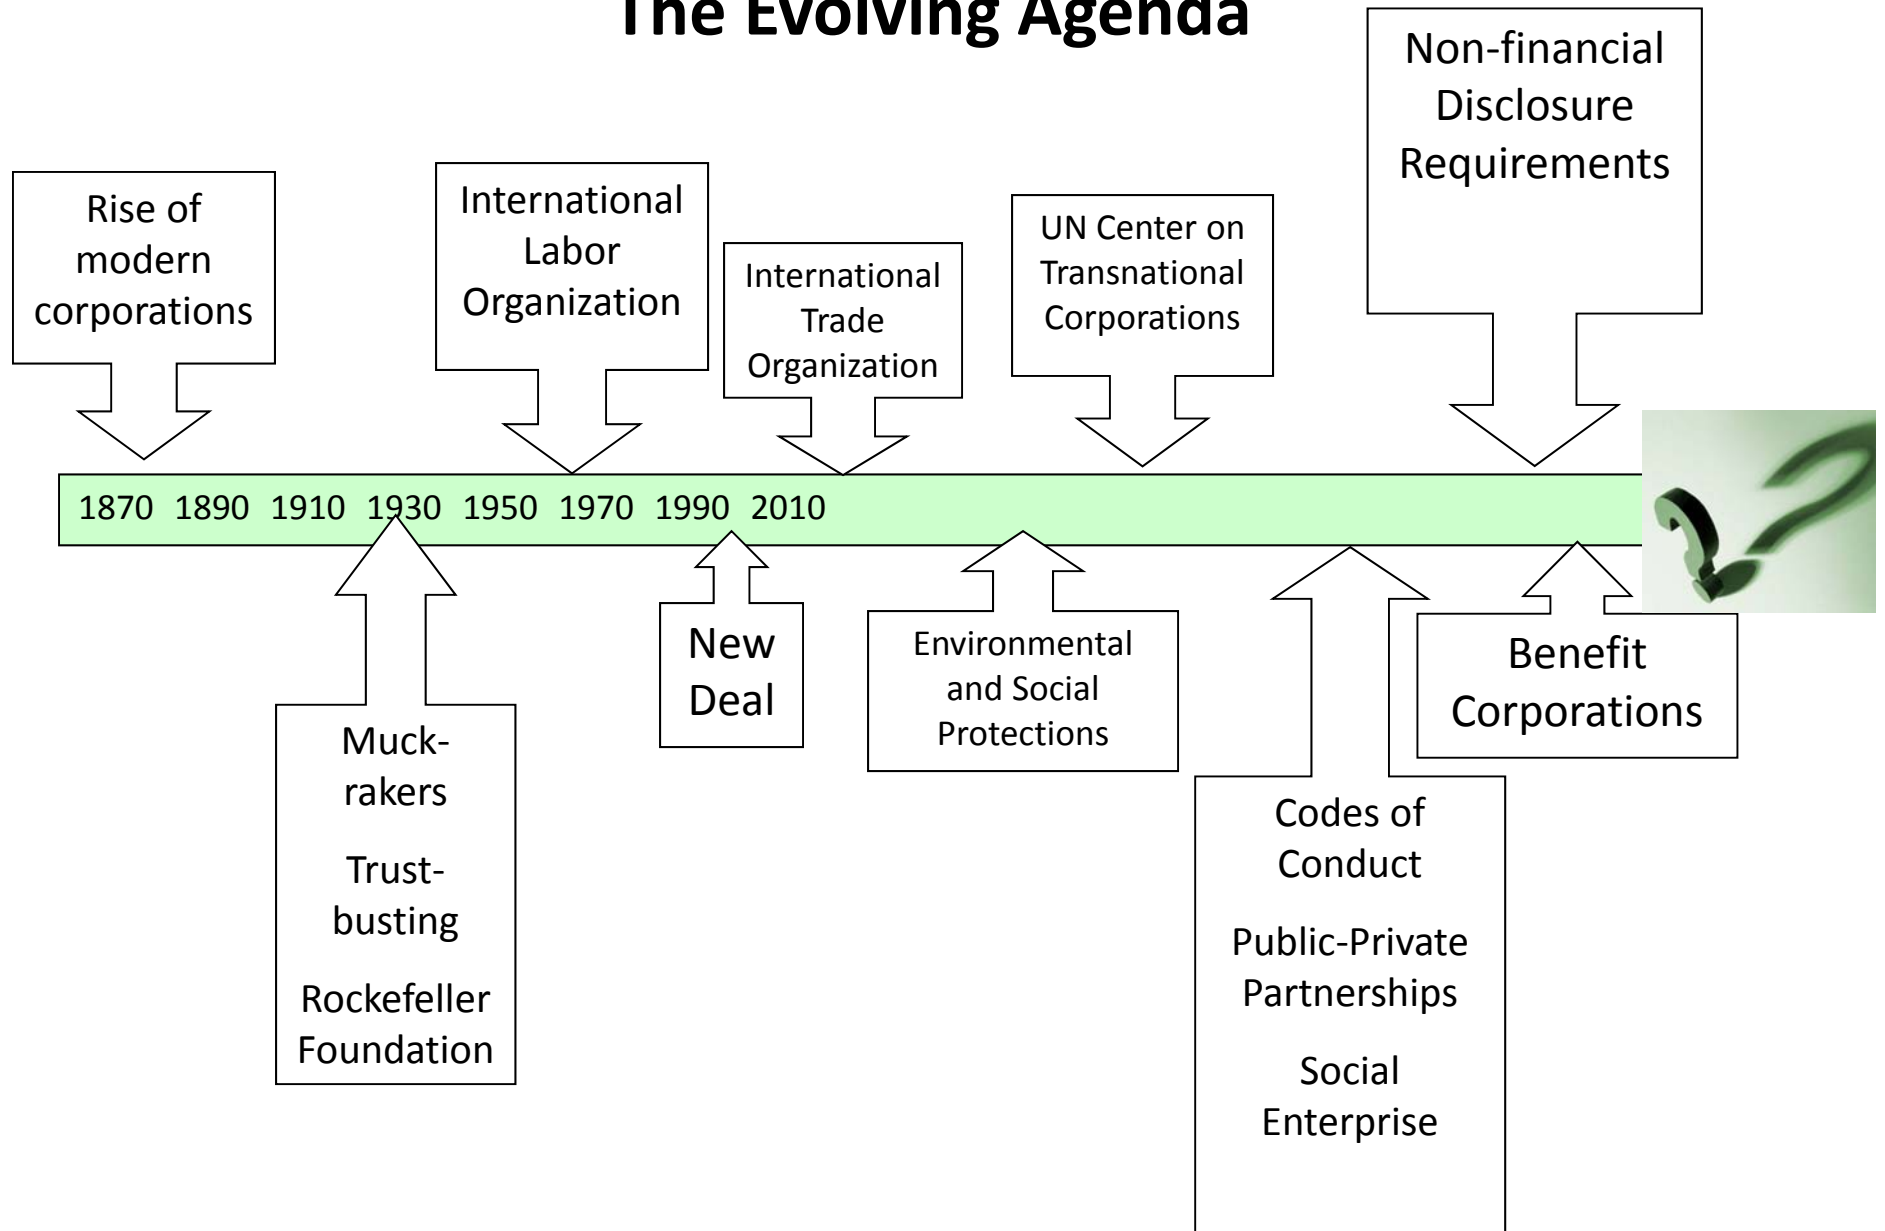 The Evolving Agenda
Non-financial
Disclosure
Requirements
Rise of
modern
corporations
International
Labor
Organization
International
Trade
Organization
UN Center on
Transnational
Corporations
1870 1890 1910 1930 1950 1970 1990 2010
Muck-
rakers
Trust-
busting
Rockefeller
Foundation
New
Deal
Environmental
and Social
Protections
Benefit
Corporations
Codes of
Conduct
Public-Private
Partnerships
Social
Enterprise